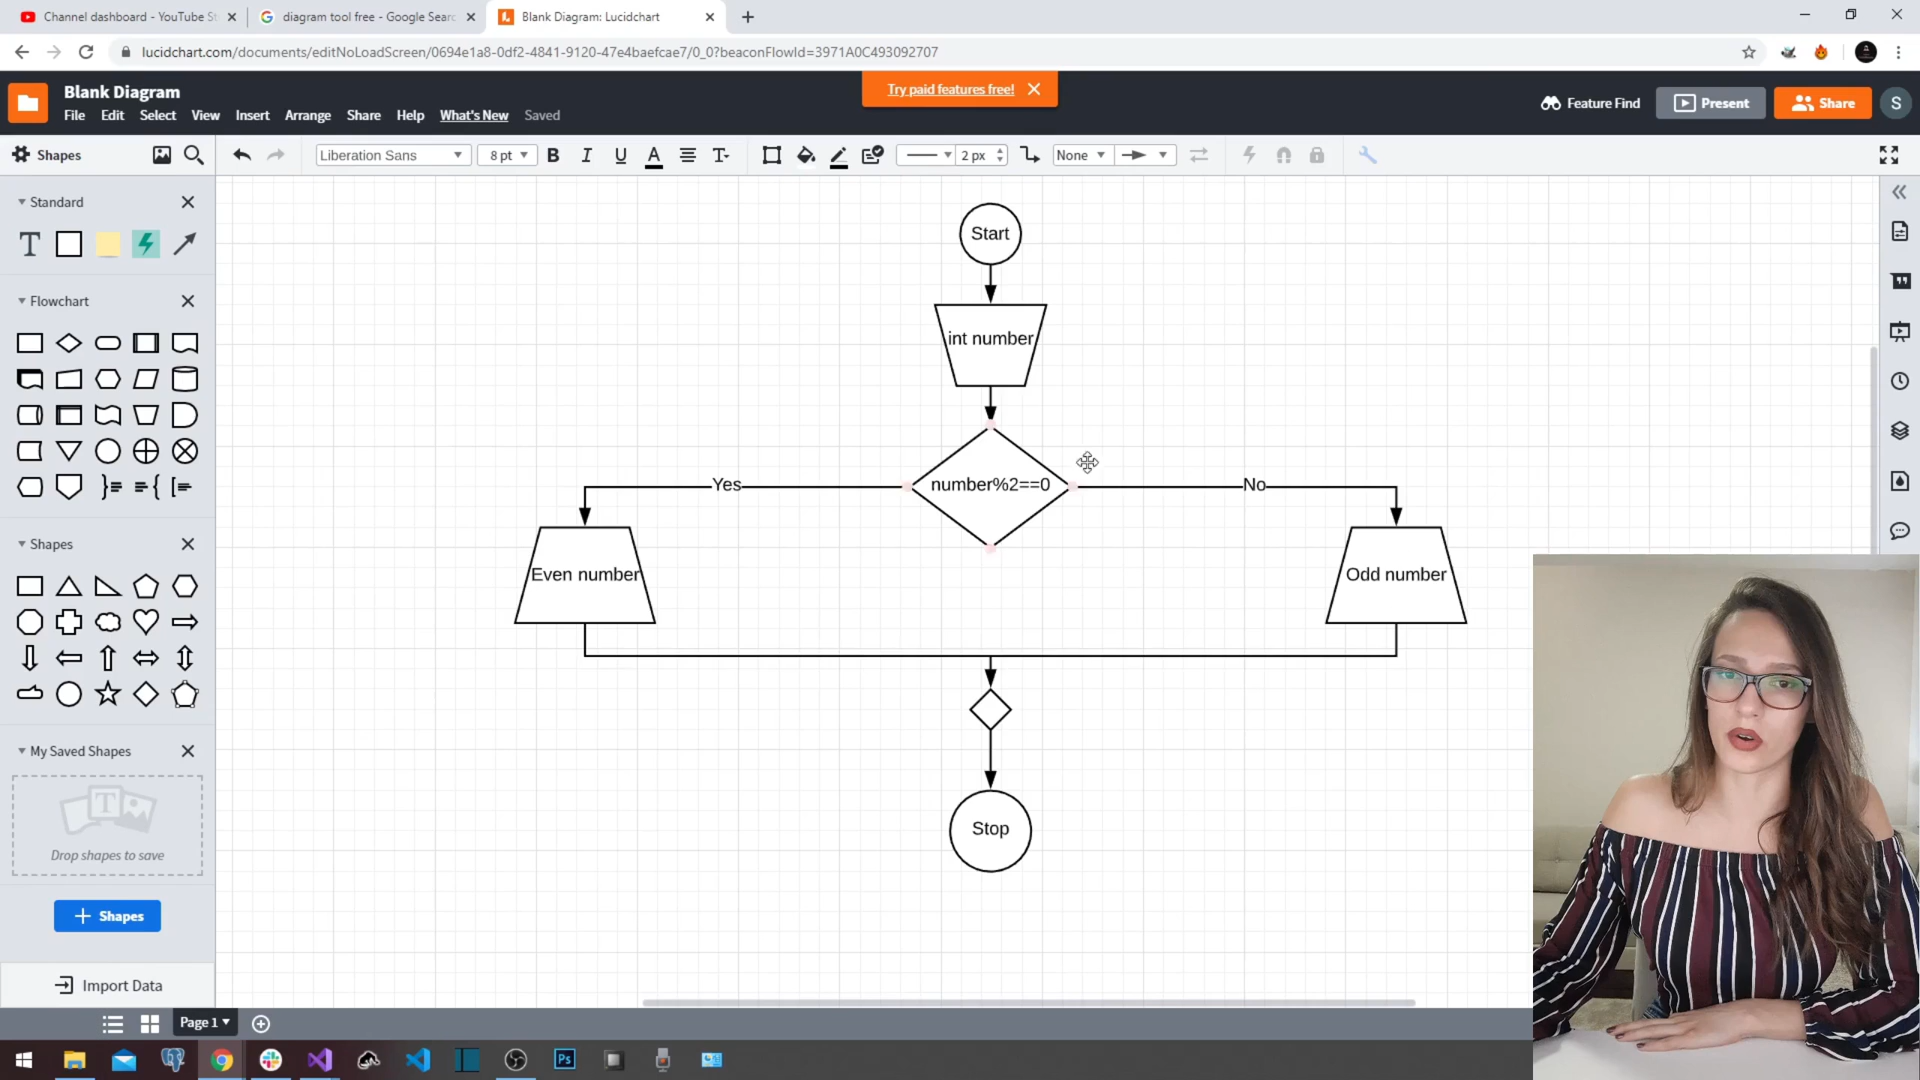 Channel dashboard - YouTube St
diagram tool free - Google Searc
Blank Diagram: Lucidchart
lucidchart.com/documents/editNoLoadScreen/0694e1a8-0df2-4841-9120-47e4baefcae7/0_0?beaconFlowId=3971A0C493092707
Blank Diagram
Try paid features free!
Feature Find
Present
Share
S
File Edit Select View Insert Arrange Share Help What's New Saved
Shapes
Liberation Sans
8 pt
B I U A T
2 px
None
Standard
T
Flowchart
Shapes
My Saved Shapes
T
Drop shapes to save
+ Shapes
Import Data
Start
int number
number%2==0
Yes
No
Even number
Odd number
Stop
Page 1
Ps